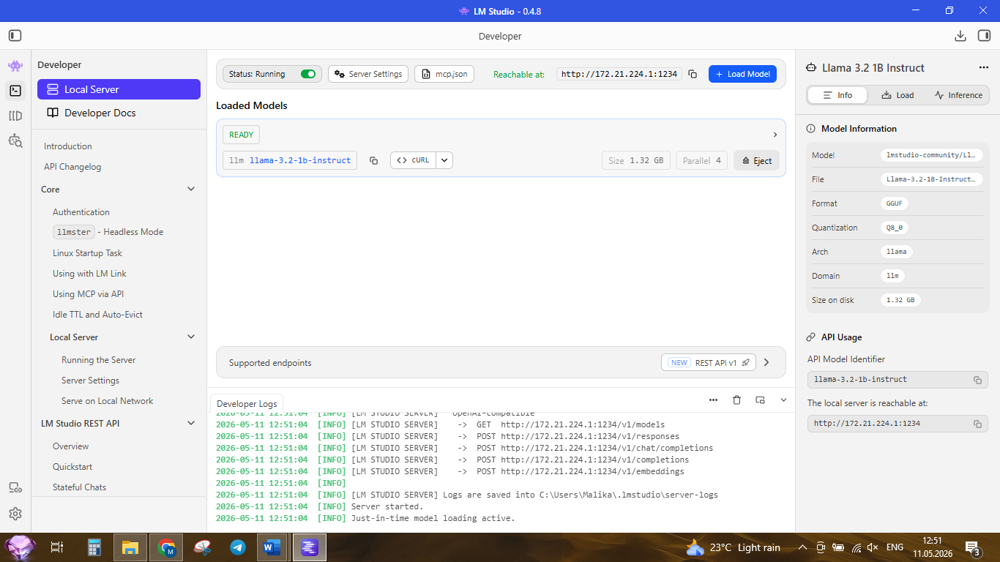 LM Studio - 0.4.8
Developer
Developer
Local Server
Developer Docs
Introduction
API Changelog
Core
Authentication
llmster - Headless Mode
Linux Startup Task
Using with LM Link
Using MCP via API
Idle TTL and Auto-Evict
Local Server
Running the Server
Server Settings
Serve on Local Network
LM Studio REST API
Overview
Quickstart
Stateful Chats
Status: Running
Server Settings
mcp.json
Reachable at: http://172.21.224.1:1234
+ Load Model
Loaded Models
READY
llm llama-3.2-1b-instruct
cURL
Size 1.32 GB
Parallel 4
Eject
Supported endpoints
NEW REST API v1
Developer Logs
2026-05-11 12:51:04 [INFO] [LM STUDIO SERVER] OpenAI-compatible
2026-05-11 12:51:04 [INFO] [LM STUDIO SERVER] -> GET http://172.21.224.1:1234/v1/models
2026-05-11 12:51:04 [INFO] [LM STUDIO SERVER] -> POST http://172.21.224.1:1234/v1/responses
2026-05-11 12:51:04 [INFO] [LM STUDIO SERVER] -> POST http://172.21.224.1:1234/v1/chat/completions
2026-05-11 12:51:04 [INFO] [LM STUDIO SERVER] -> POST http://172.21.224.1:1234/v1/completions
2026-05-11 12:51:04 [INFO] [LM STUDIO SERVER] -> POST http://172.21.224.1:1234/v1/embeddings
2026-05-11 12:51:04 [INFO]
2026-05-11 12:51:04 [INFO] [LM STUDIO SERVER] Logs are saved into C:\Users\Malika\.lmstudio\server-logs
2026-05-11 12:51:04 [INFO] Server started.
2026-05-11 12:51:04 [INFO] Just-in-time model loading active.
Llama 3.2 1B Instruct
Info
Load
Inference
Model Information
Model lmstudio-community/Ll…
File Llama-3.2-1B-Instruct…
Format GGUF
Quantization Q8_0
Arch llama
Domain llm
Size on disk 1.32 GB
API Usage
API Model Identifier
llama-3.2-1b-instruct
The local server is reachable at:
http://172.21.224.1:1234
M
W
23°C Light rain
ENG
12:51
11.05.2026
3